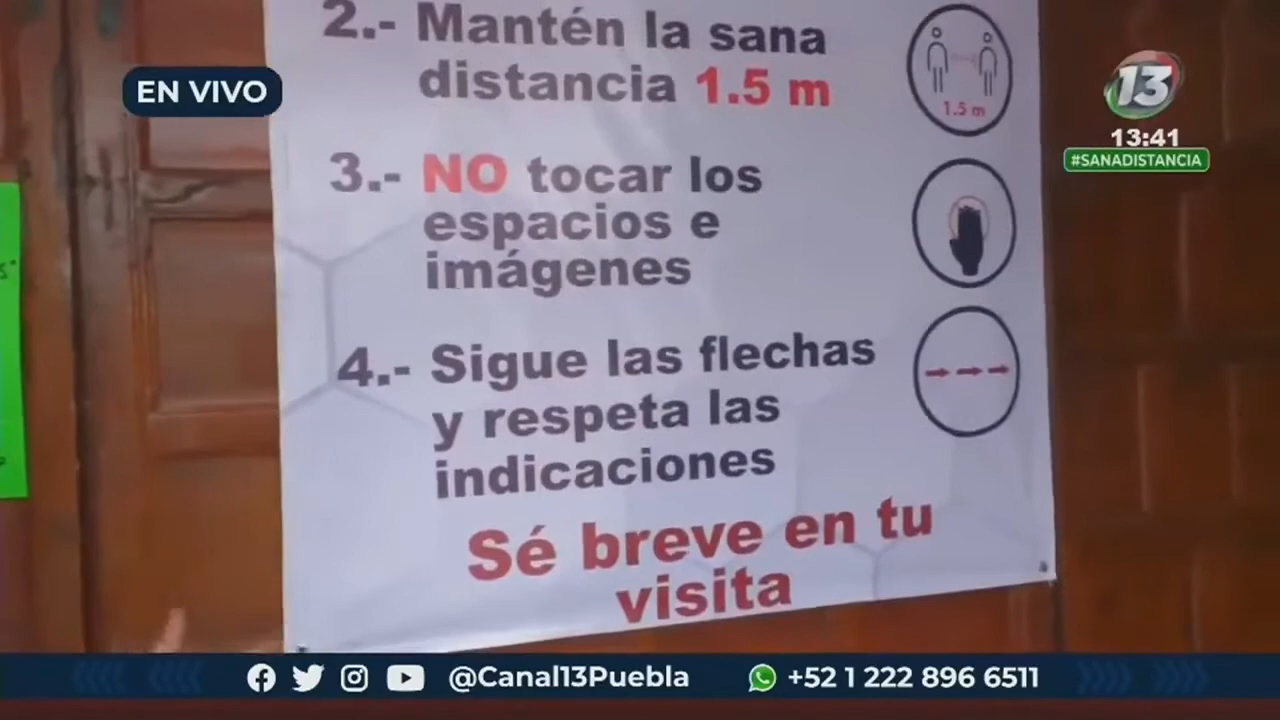 2.- Mantén la sana
distancia 1.5 m
1.5 m
3.- NO tocar los
espacios e
imágenes
4.- Sigue las flechas
y respeta las
indicaciones
Sé breve en tu
visita
EN VIVO
13
13:41
#SANADISTANCIA
@Canal13Puebla
+52 1 222 896 6511